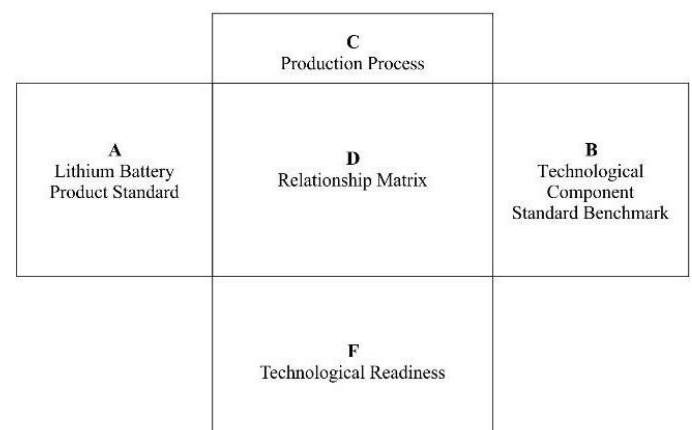 C
Production Process
A
Lithium Battery
Product Standard
D
Relationship Matrix
B
Technological
Component
Standard Benchmark
F
Technological Readiness